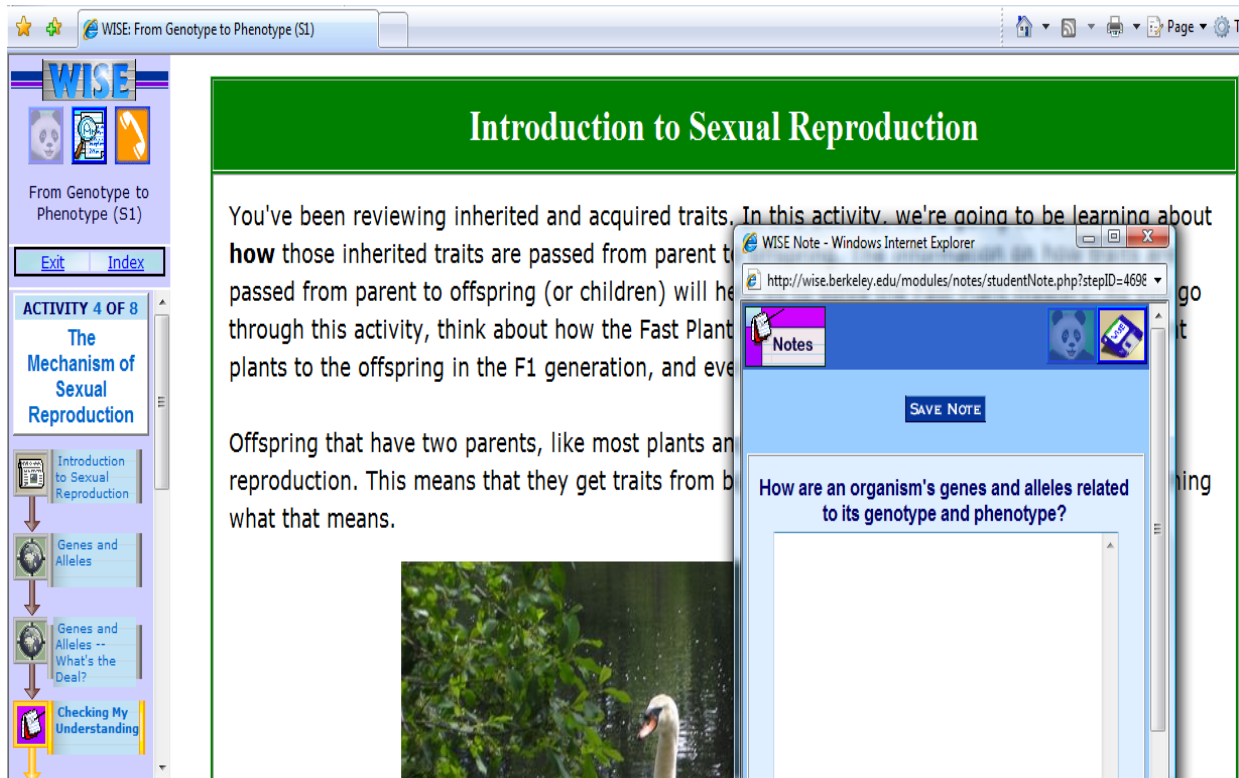 WISE: From Genotype to Phenotype (S1)
Page
WISE
From Genotype to
Phenotype (S1)
Exit Index
ACTIVITY 4 OF 8
The
Mechanism of
Sexual
Reproduction
Introduction
to Sexual
Reproduction
Genes and
Alleles
Genes and
Alleles --
What's the
Deal?
Checking My
Understanding
Introduction to Sexual Reproduction
You've been reviewing inherited and acquired traits. In this activity, we're going to be learning about
how those inherited traits are passed from parent t
passed from parent to offspring (or children) will he go
through this activity, think about how the Fast Plant
plants to the offspring in the F1 generation, and eve
Offspring that have two parents, like most plants an
reproduction. This means that they get traits from b
what that means.
WISE Note - Windows Internet Explorer
http://wise.berkeley.edu/modules/notes/studentNote.php?stepID=4698
Notes
SAVE NOTE
How are an organism's genes and alleles related
to its genotype and phenotype?